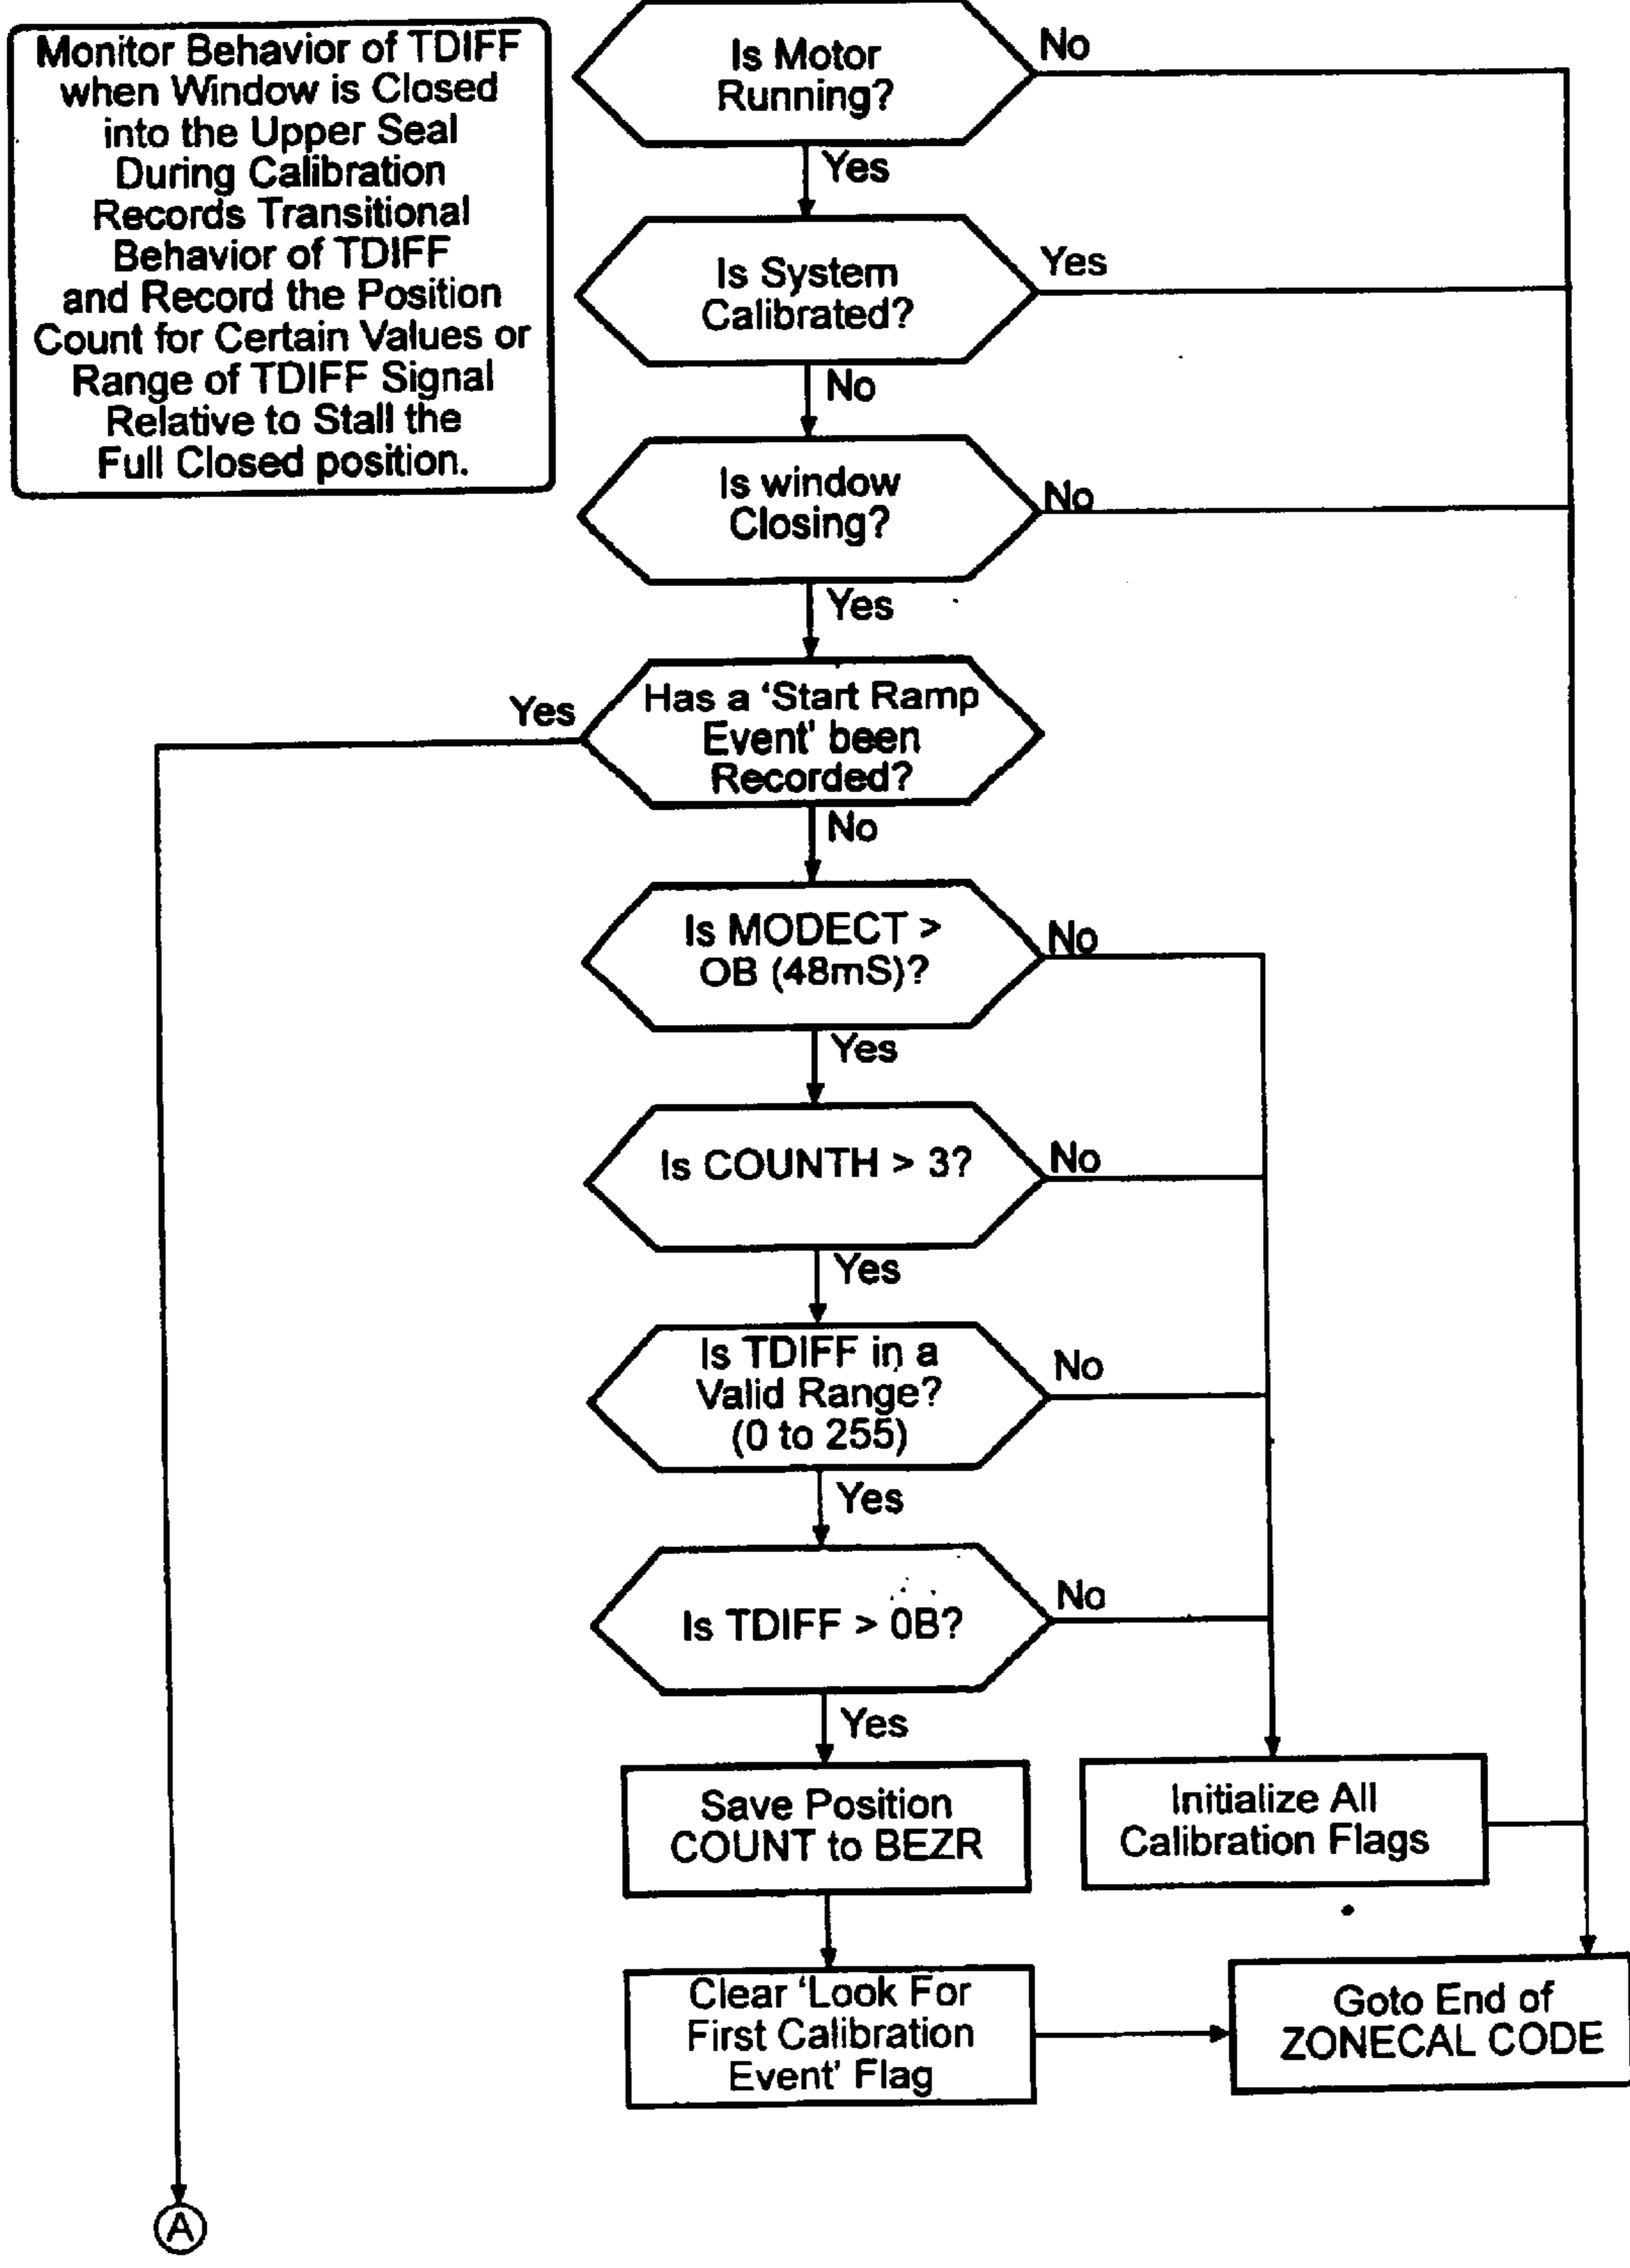 Monitor Behavior of TDIFF
when Window is Closed
into the Upper Seal
During Calibration
Records Transitional
Behavior of TDIFF
and Record the Position
Count for Certain Values or
Range of TDIFF Signal
Relative to Stall the
Full Closed position.
Is Motor
Running?
No
Yes
Is System
Calibrated?
Yes
No
Is window
Closing?
No
Yes
Has a 'Start Ramp
Event' been
Recorded?
Yes
No
Is MODECT >
OB (48mS)?
No
Yes
Is COUNTH > 3?
No
Yes
Is TDIFF in a
Valid Range?
(0 to 255)
No
Yes
Is TDIFF > 0B?
No
Yes
Save Position
COUNT to BEZR
Initialize All
Calibration Flags
Clear 'Look For
First Calibration
Event' Flag
Goto End of
ZONECAL CODE
A